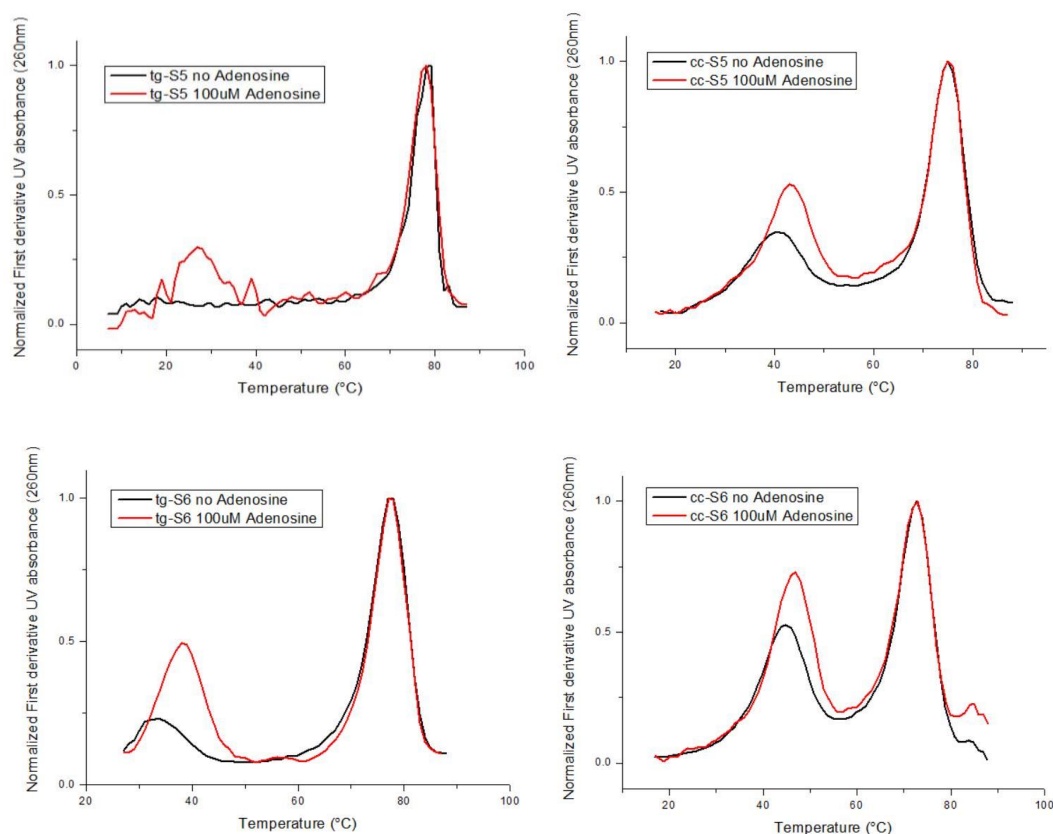 Normalized First derivative UV absorbance (260nm)
1.0
0.5
0.0
tg-S5 no Adenosine
tg-S5 100uM Adenosine
20
40
60
80
100
Temperature (°C)
Normalized First derivative UV absorbance (260nm)
1.0
0.5
0.0
cc-S5 no Adenosine
cc-S5 100uM Adenosine
20
40
60
80
Temperature (°C)
Normalized First derivative UV absorbance (260nm)
1.0
0.5
0.0
tg-S6 no Adenosine
tg-S6 100uM Adenosine
20
40
60
80
100
Temperature (°C)
Normalized First derivative UV absorbance (260nm)
1.0
0.5
0.0
cc-S6 no Adenosine
cc-S6 100uM Adenosine
20
40
60
80
100
Temperature (°C)